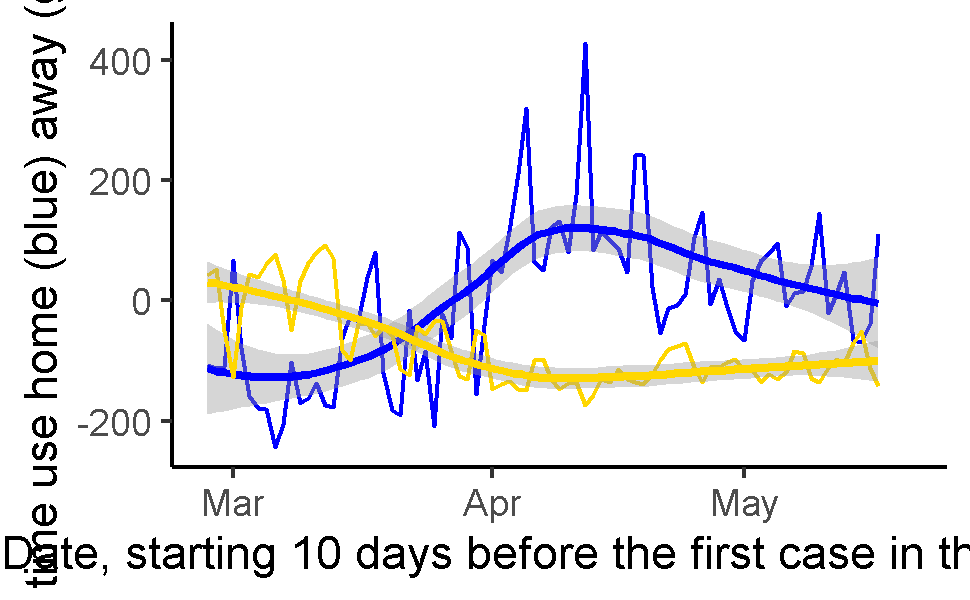 time use home (blue) away (
400
200
0
-200
Mar Apr May
Date, starting 10 days before the first case in th